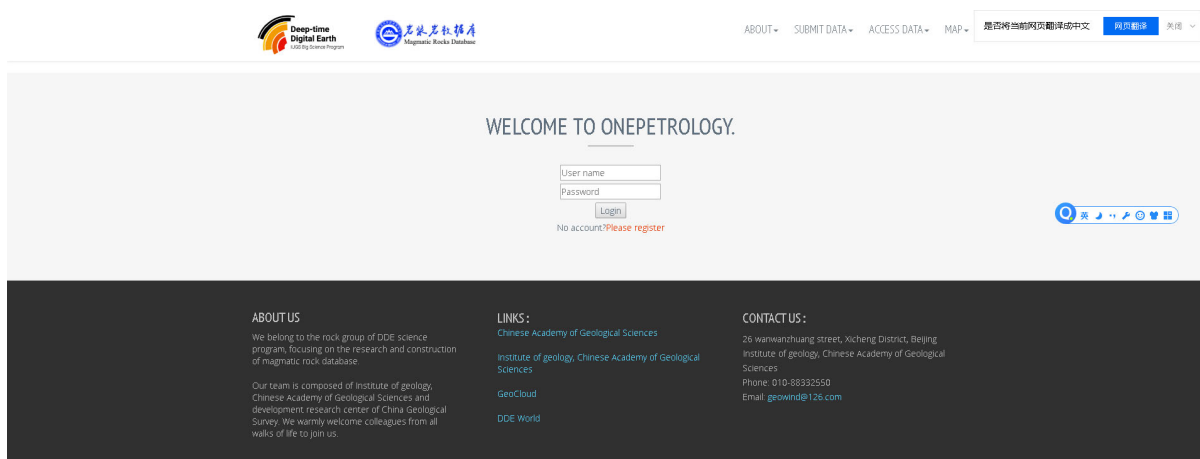 Deep-time
Digital Earth
IUGS Big Science Program
岩浆岩数据库
Magmatic Rocks Database
ABOUT
SUBMIT DATA
ACCESS DATA
MAP
是否将当前网页翻译成中文
网页翻译
关闭
WELCOME TO ONEPETROLOGY.
User name
Password
Login
No account?Please register
英
ABOUT US
We belong to the rock group of DDE science
program, focusing on the research and construction
of magmatic rock database.
Our team is composed of Institute of geology,
Chinese Academy of Geological Sciences and
development research center of China Geological
Survey. We warmly welcome colleagues from all
walks of life to join us.
LINKS :
Chinese Academy of Geological Sciences
Institute of geology, Chinese Academy of Geological
Sciences
GeoCloud
DDE World
CONTACT US :
26 wanwanzhuang street, Xicheng District, Beijing
Institute of geology, Chinese Academy of Geological
Sciences
Phone: 010-88332550
Email: geowind@126.com